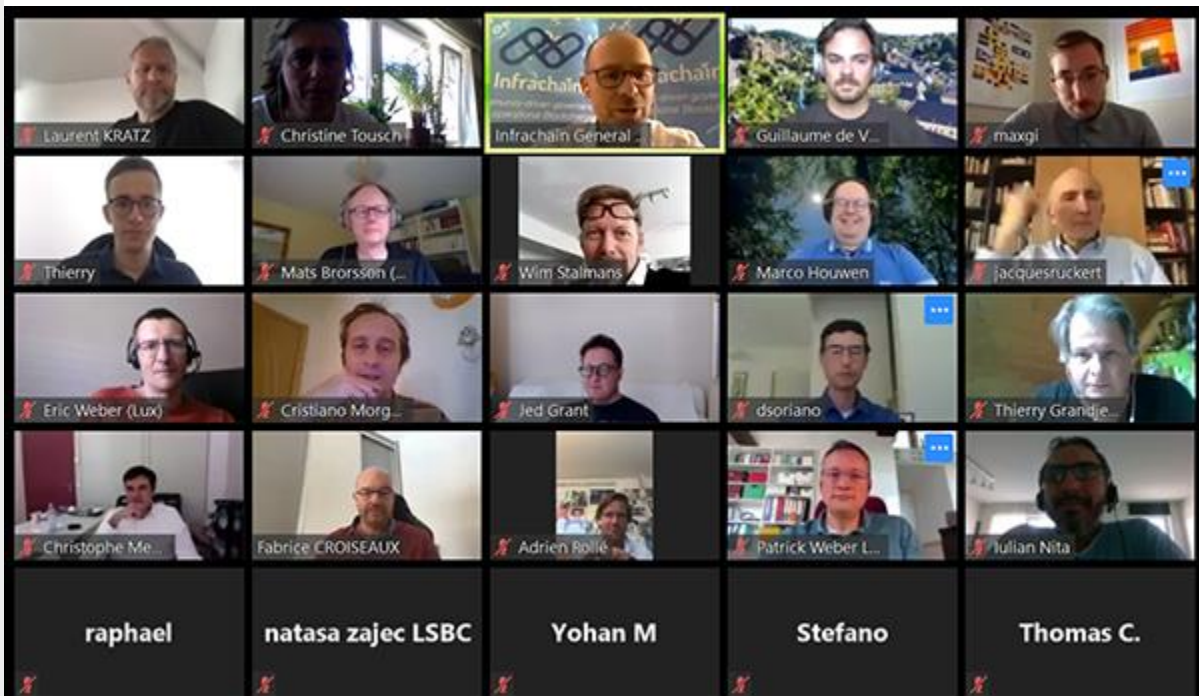 Infrachain
Laurent KRATZ
Christine Tousch
Infrachain General ...
Guillaume de V...
maxgi
Thierry
Mats Brorsson (...
Wim Stalmans
Marco Houwen
jacquesruckert
Eric Weber (Lux)
Cristiano Morg...
Jed Grant
dsoriano
Thierry Grandje...
Christophe Me...
Fabrice CROISEAUX
Adrien Rollé
Patrick Weber L...
Iulian Nita
raphael
natasa zajec LSBC
Yohan M
Stefano
Thomas C.